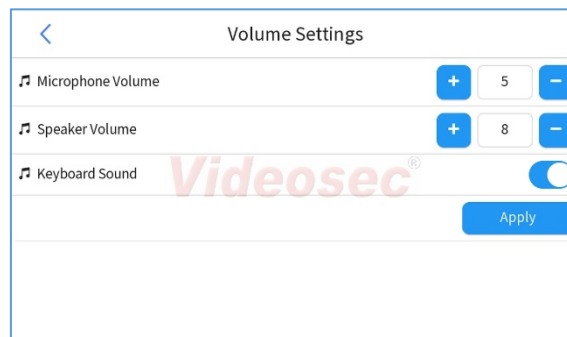 Volume Settings
Microphone Volume + 5 −
Speaker Volume + 8 −
Keyboard Sound
Videosec®
Apply